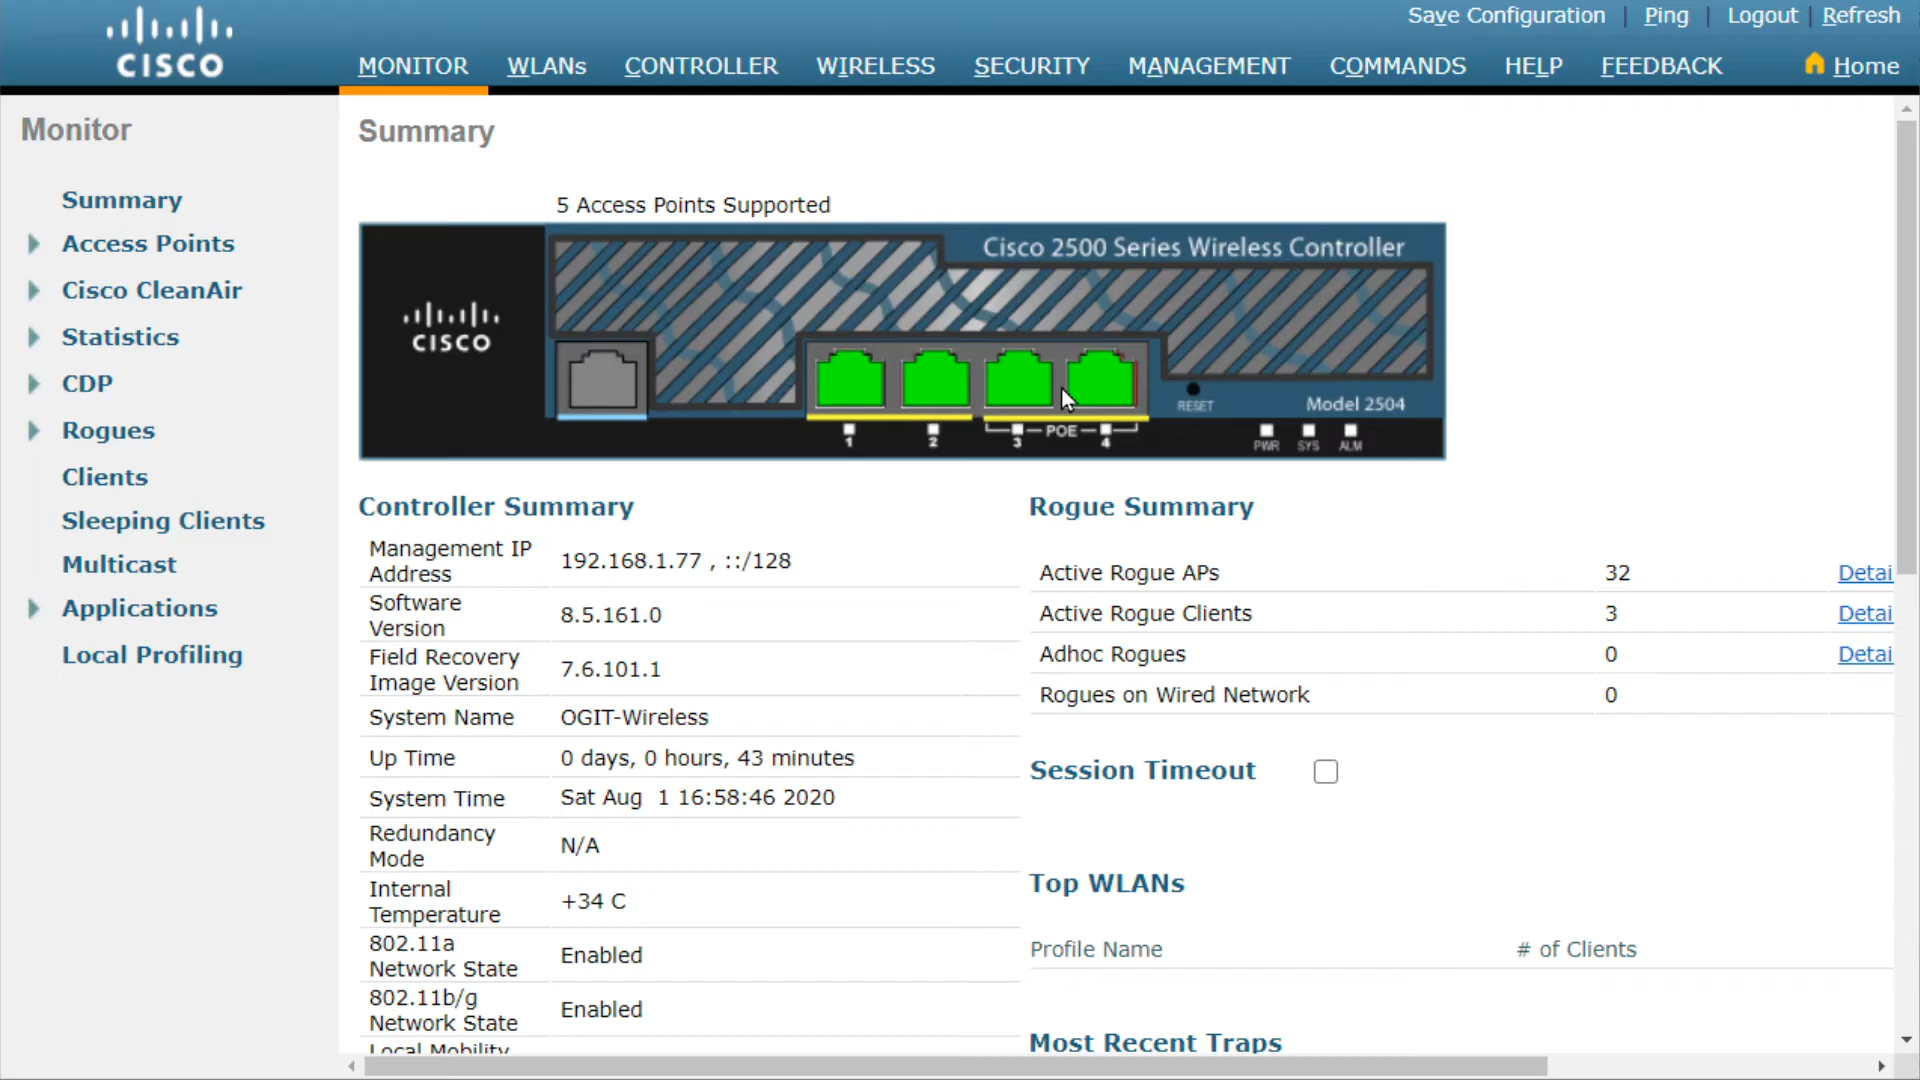 Save Configuration | Ping | Logout | Refresh
CISCO
MONITOR WLANs CONTROLLER WIRELESS SECURITY MANAGEMENT COMMANDS HELP FEEDBACK Home
Monitor
Summary
Access Points
Cisco CleanAir
Statistics
CDP
Rogues
Clients
Sleeping Clients
Multicast
Applications
Local Profiling
Summary
5 Access Points Supported
Cisco 2500 Series Wireless Controller
CISCO
RESET
Model 2504
1 2 3 POE 4
PWR SYS ALM
Controller Summary
Management IP
Address
192.168.1.77 , ::/128
Software
Version
8.5.161.0
Field Recovery
Image Version
7.6.101.1
System Name OGIT-Wireless
Up Time 0 days, 0 hours, 43 minutes
System Time Sat Aug 1 16:58:46 2020
Redundancy
Mode
N/A
Internal
Temperature
+34 C
802.11a
Network State
Enabled
802.11b/g
Network State
Enabled
Local Mobility
Rogue Summary
Active Rogue APs 32 Detai
Active Rogue Clients 3 Detai
Adhoc Rogues 0 Detai
Rogues on Wired Network 0
Session Timeout
Top WLANs
Profile Name # of Clients
Most Recent Traps